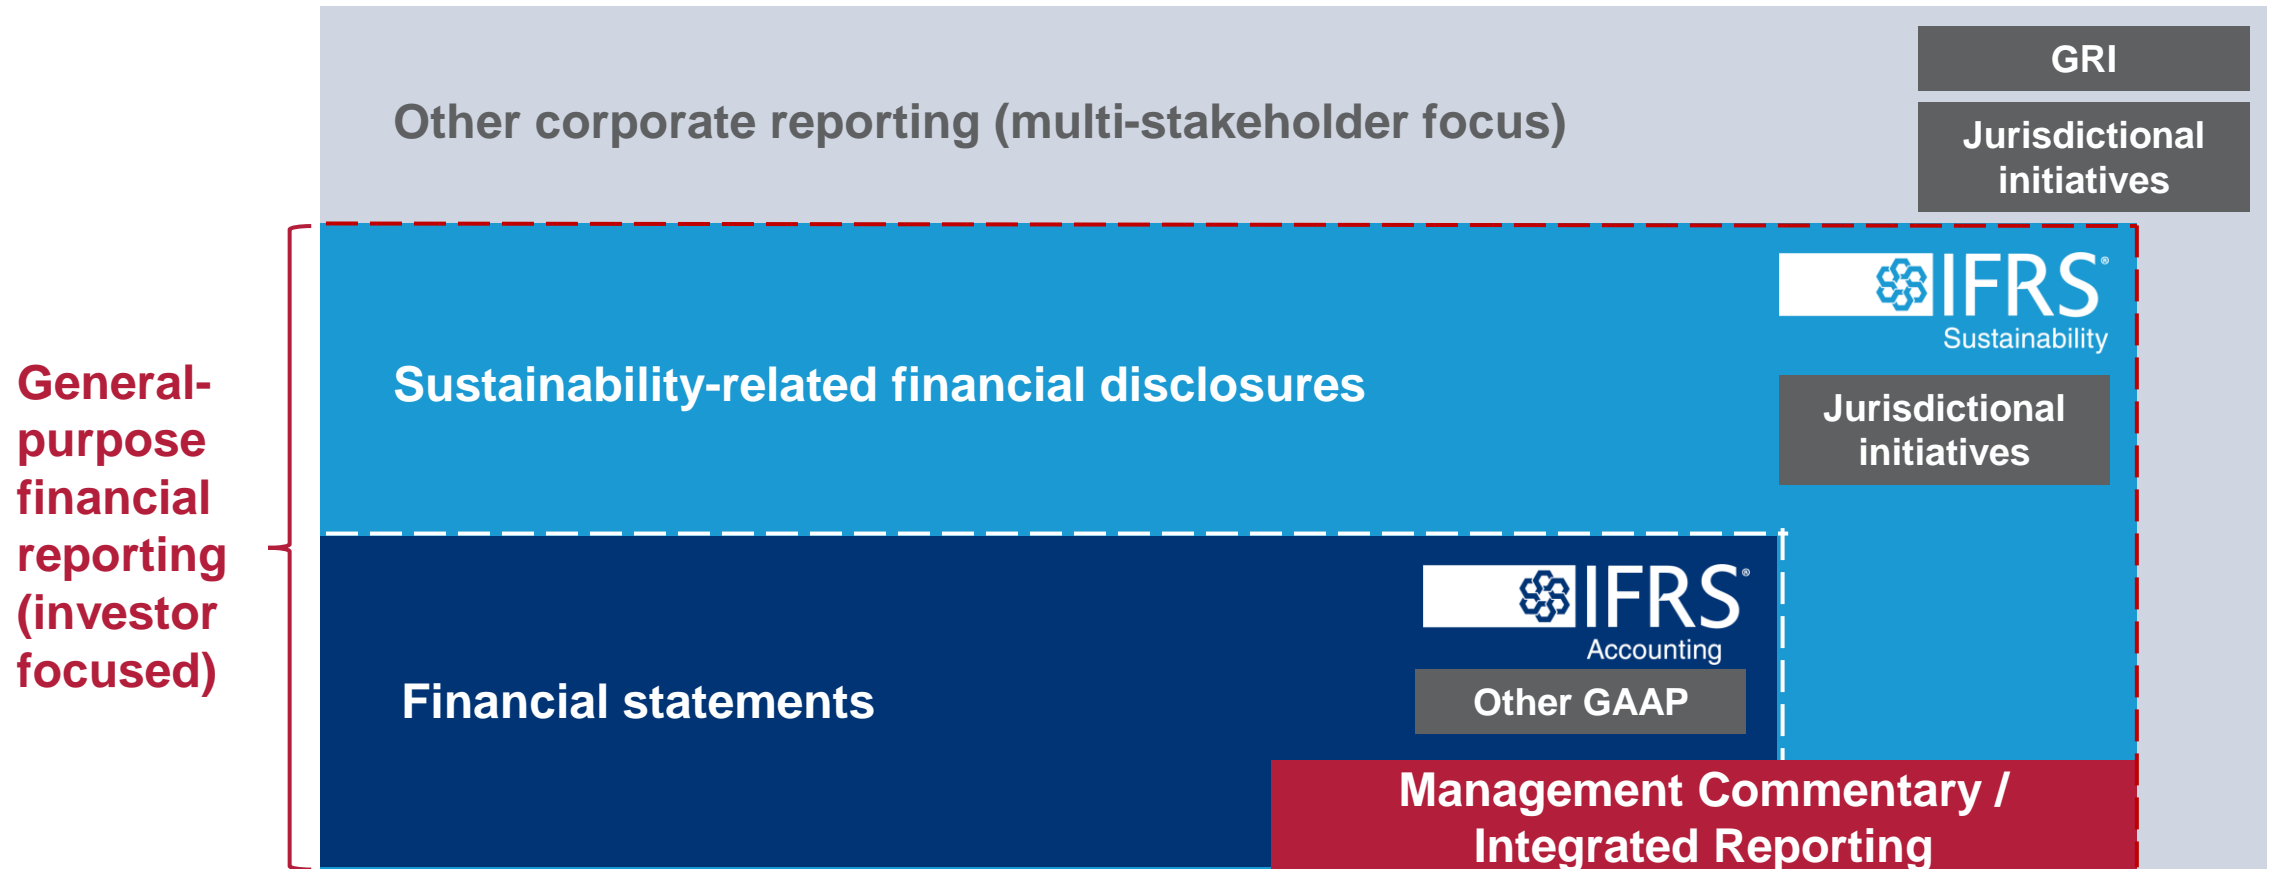 GRI
Other corporate reporting (multi-stakeholder focus)
Jurisdictional
initiatives
General-
purpose
financial
reporting
(investor
focused)
IFRS®
Sustainability
Sustainability-related financial disclosures
Jurisdictional
initiatives
IFRS®
Accounting
Financial statements
Other GAAP
Management Commentary /
Integrated Reporting